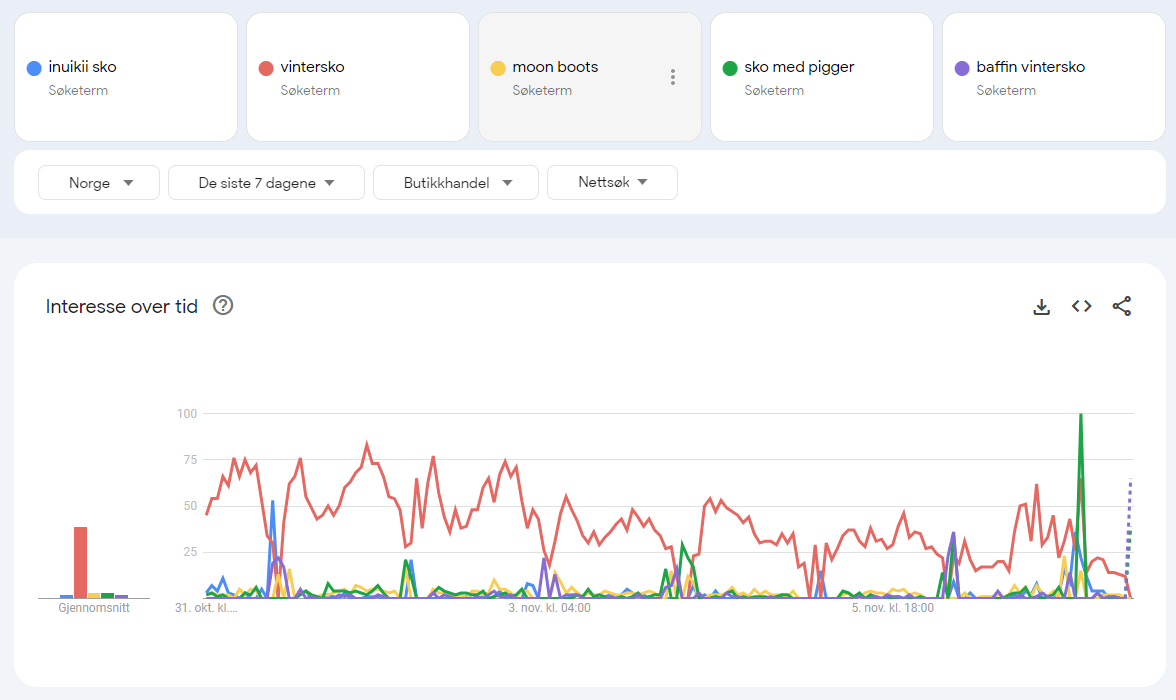 inuikii sko
Søketerm
vintersko
Søketerm
moon boots
Søketerm
sko med pigger
Søketerm
baffin vintersko
Søketerm
Norge
De siste 7 dagene
Butikkhandel
Nettsøk
Interesse over tid
100
75
50
25
Gjennomsnitt
31. okt. kl.…
3. nov. kl. 04:00
5. nov. kl. 18:00